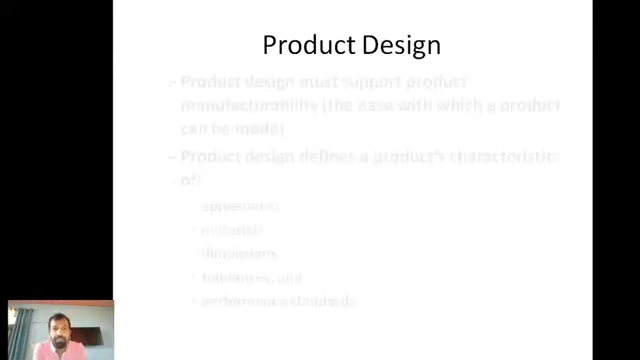 Product Design
– Product design must support product
manufacturability (the ease with which a product
can be made)
– Product design defines a product's characteristics
of:
appearance,
materials,
dimensions,
tolerances, and
performance standards.